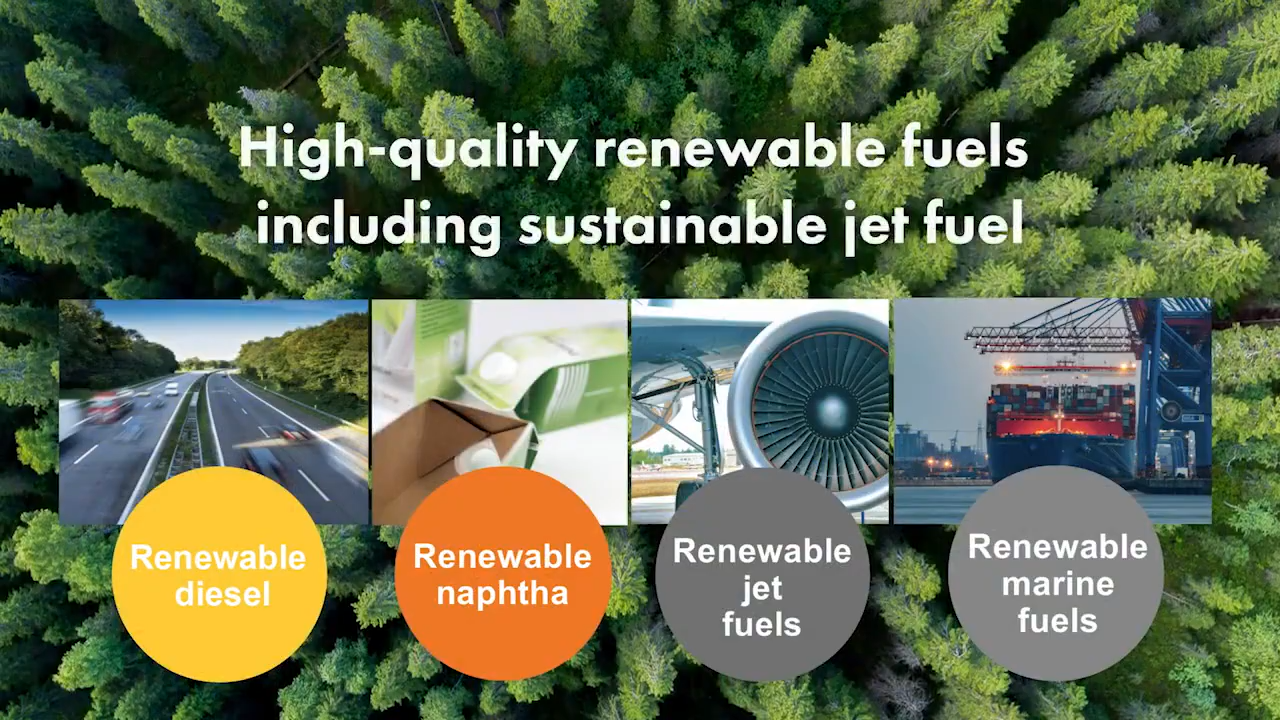 High-quality renewable fuels
including sustainable jet fuel
Renewable
diesel
Renewable
naphtha
Renewable
jet
fuels
Renewable
marine
fuels